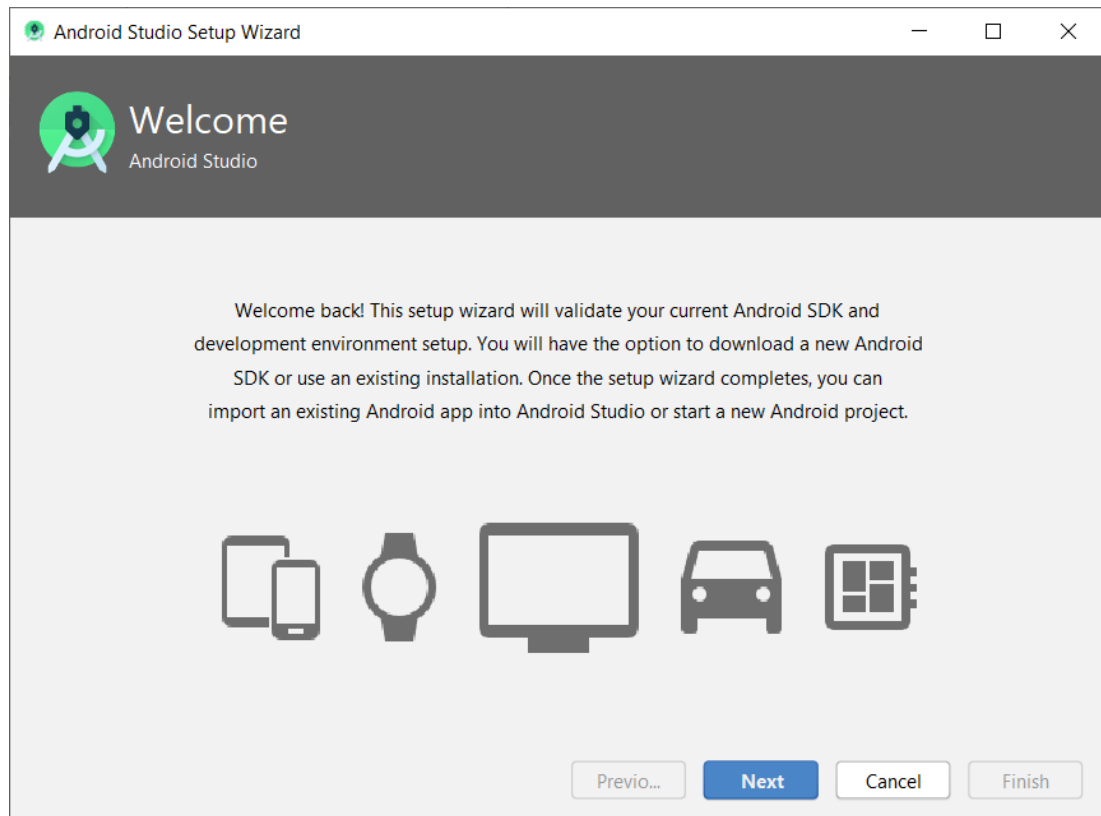 Android Studio Setup Wizard
Welcome
Android Studio
Welcome back! This setup wizard will validate your current Android SDK and
development environment setup. You will have the option to download a new Android
SDK or use an existing installation. Once the setup wizard completes, you can
import an existing Android app into Android Studio or start a new Android project.
Previo... Next Cancel Finish